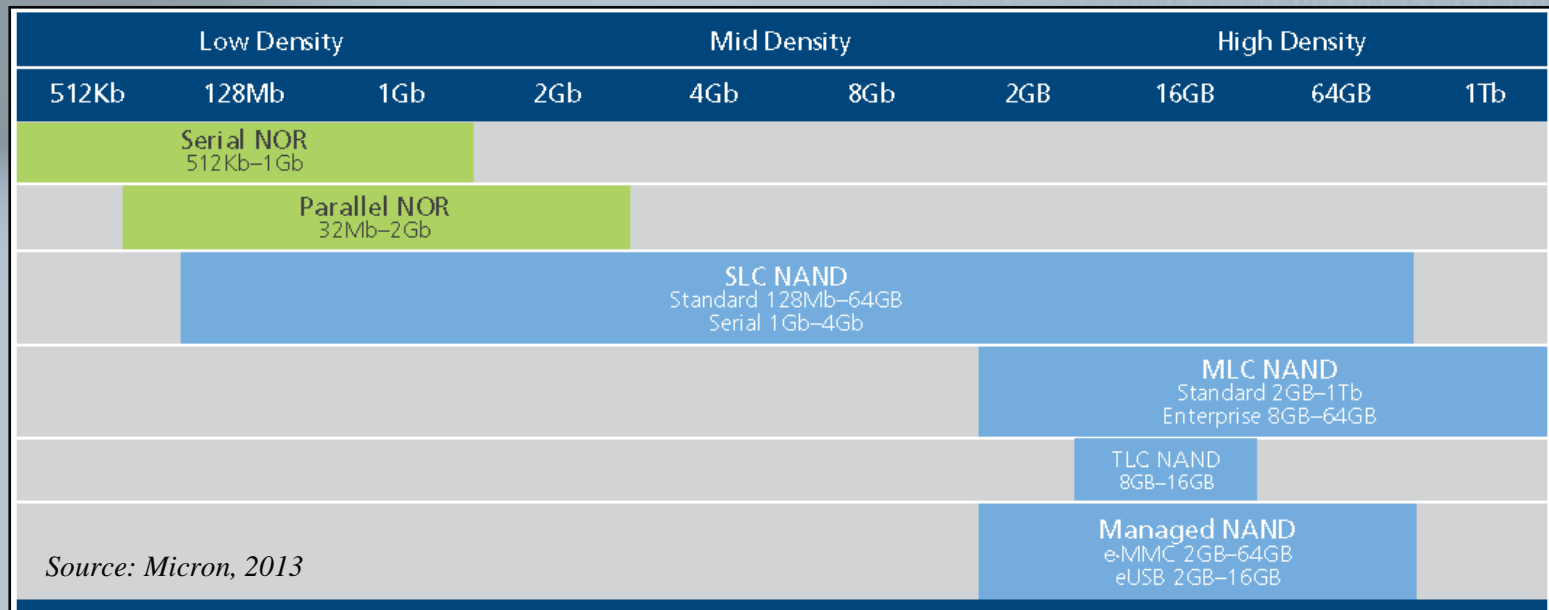 Low Density Mid Density High Density
512Kb 128Mb 1Gb 2Gb 4Gb 8Gb 2GB 16GB 64GB 1Tb
Serial NOR
512Kb–1Gb
Parallel NOR
32Mb–2Gb
SLC NAND
Standard 128Mb–64GB
Serial 1Gb–4Gb
MLC NAND
Standard 2GB–1Tb
Enterprise 8GB–64GB
TLC NAND
8GB–16GB
Managed NAND
e·MMC 2GB–64GB
eUSB 2GB–16GB
Source: Micron, 2013